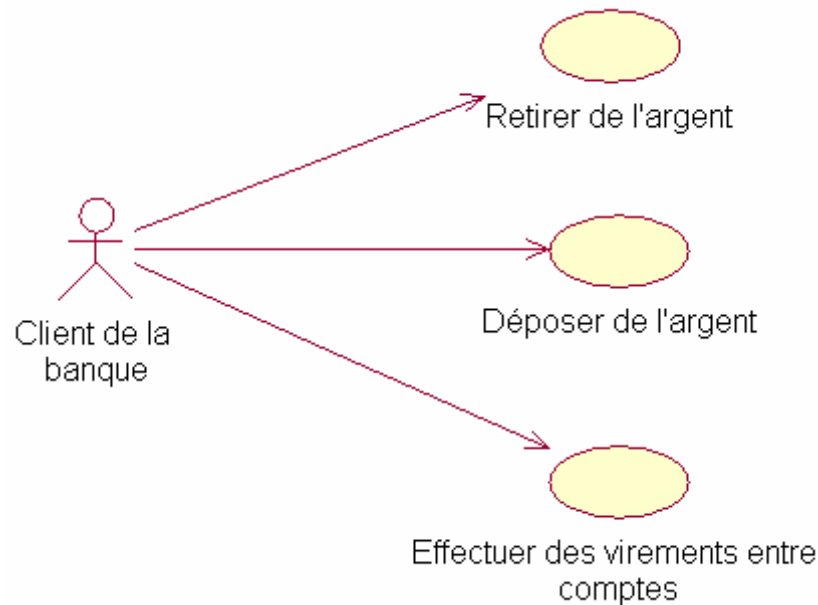 Retirer de l'argent
Client de la
banque
Déposer de l'argent
Effectuer des virements entre
comptes